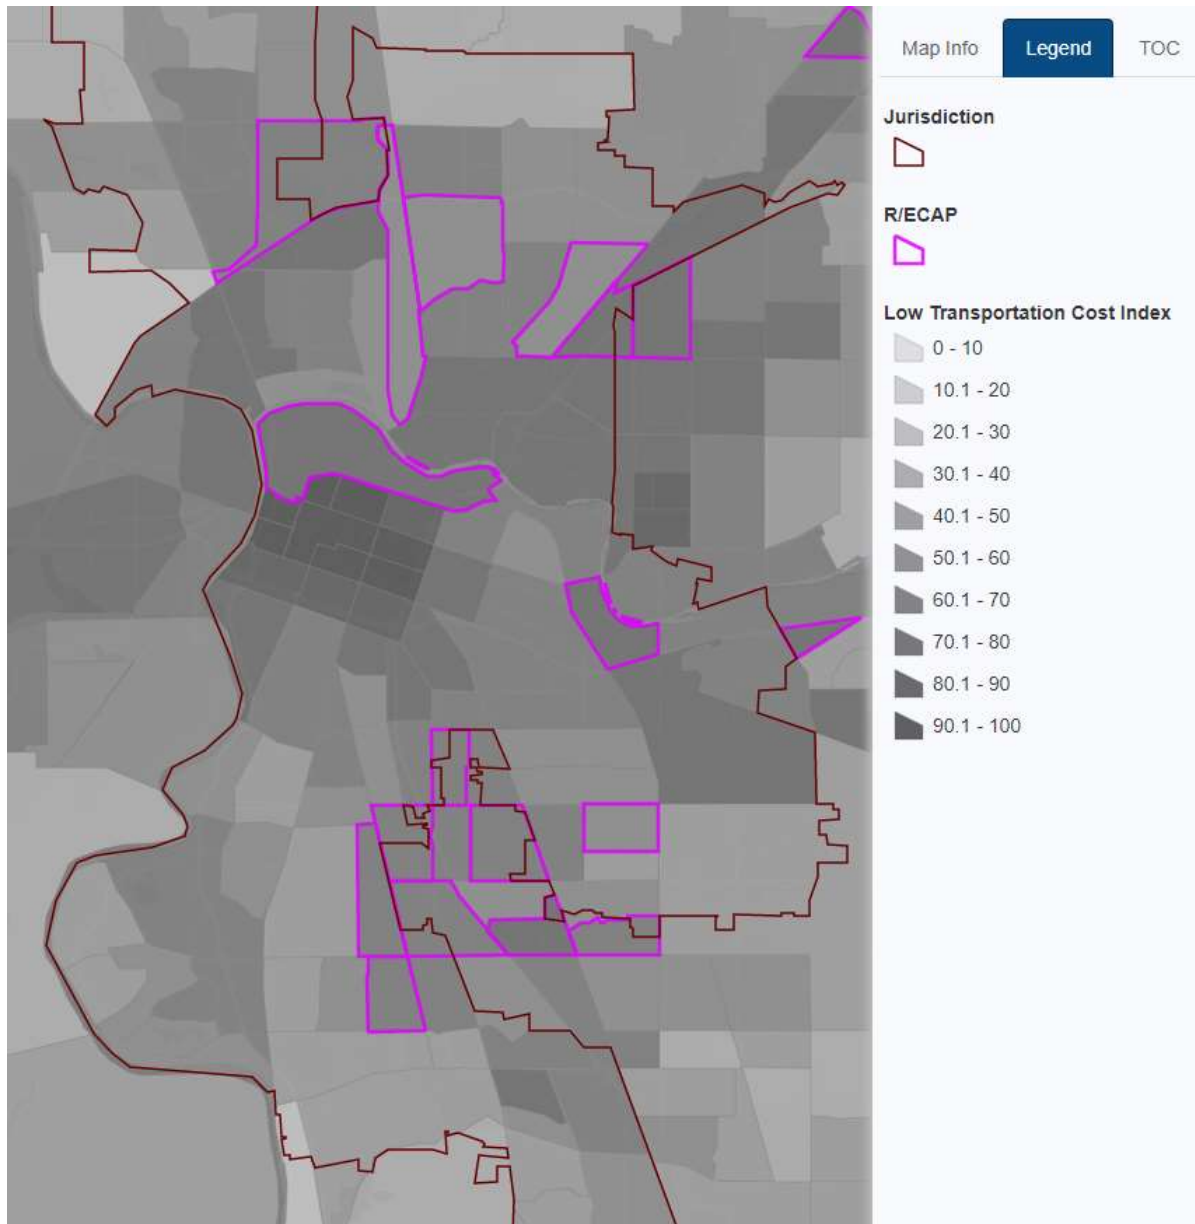 Map Info Legend TOC
Jurisdiction
R/ECAP
Low Transportation Cost Index
0 - 10
10.1 - 20
20.1 - 30
30.1 - 40
40.1 - 50
50.1 - 60
60.1 - 70
70.1 - 80
80.1 - 90
90.1 - 100